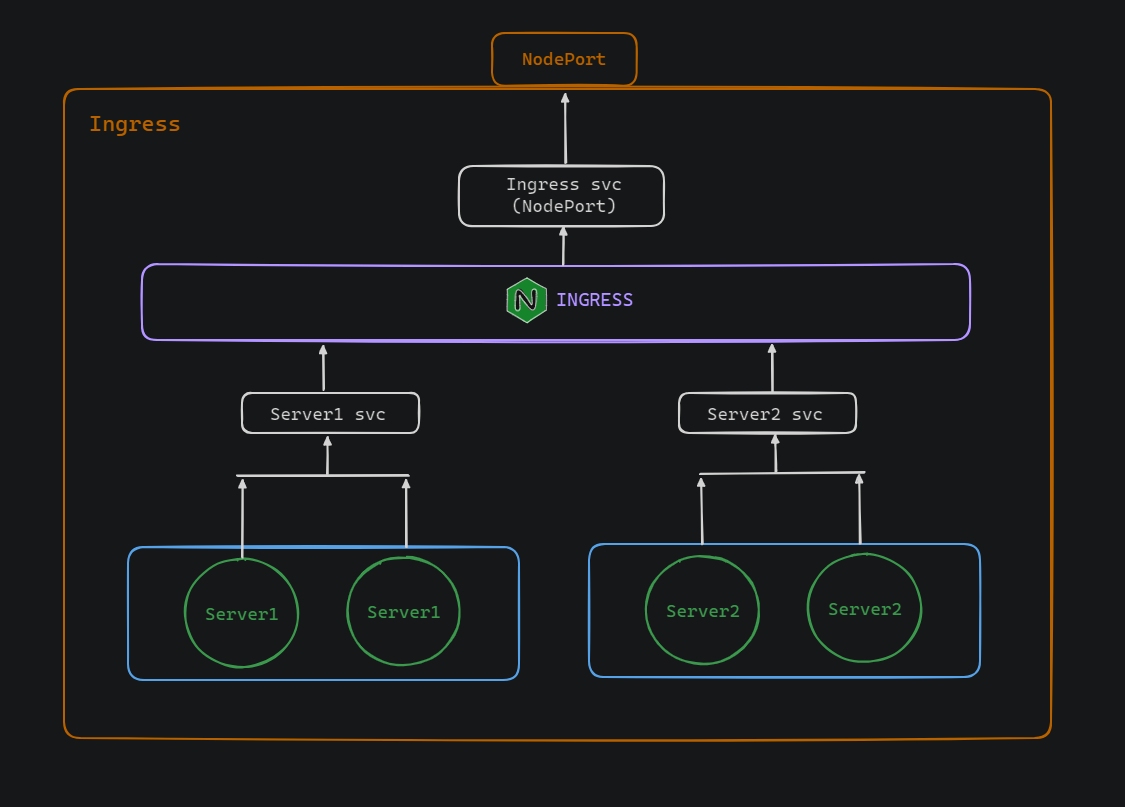 NodePort
Ingress
Ingress svc
(NodePort)
N INGRESS
Server1 svc
Server2 svc
Server1
Server1
Server2
Server2